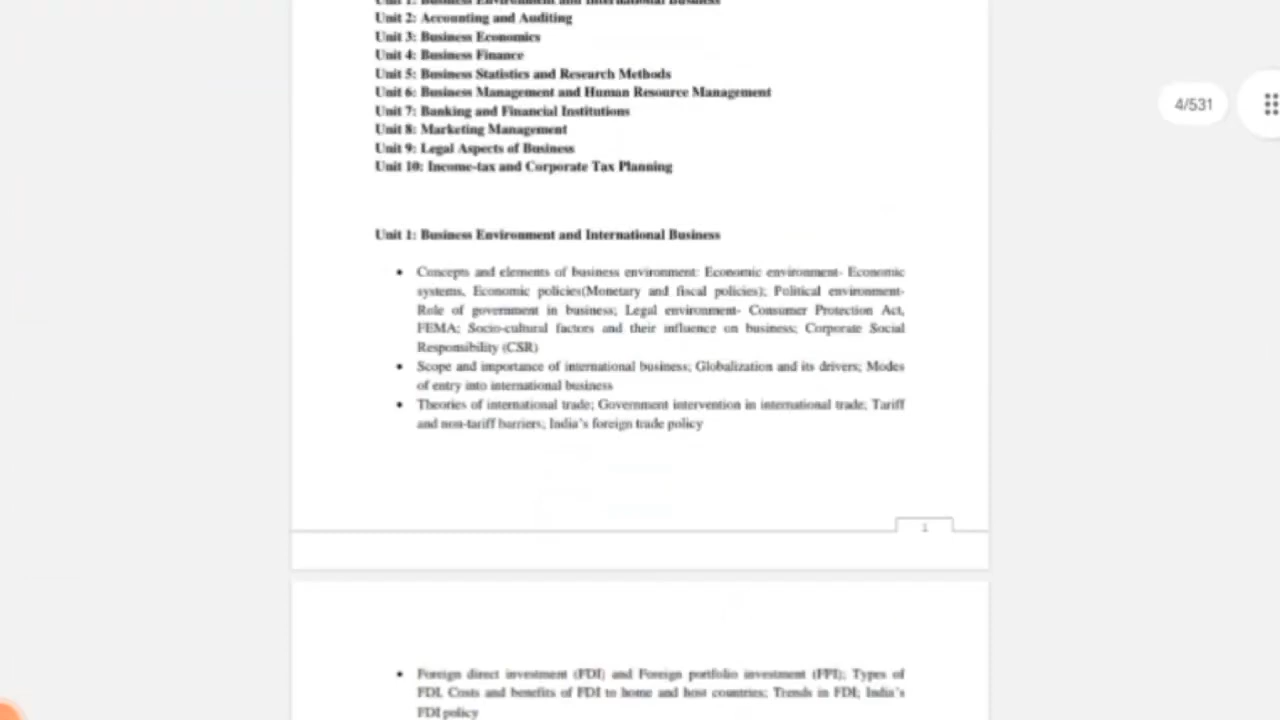 Unit 1: Business Environment and International Business
Unit 2: Accounting and Auditing
Unit 3: Business Economics
Unit 4: Business Finance
Unit 5: Business Statistics and Research Methods
Unit 6: Business Management and Human Resource Management
Unit 7: Banking and Financial Institutions
Unit 8: Marketing Management
Unit 9: Legal Aspects of Business
Unit 10: Income-tax and Corporate Tax Planning
4/531
Unit 1: Business Environment and International Business
• Concepts and elements of business environment: Economic environment- Economic
systems, Economic policies(Monetary and fiscal policies); Political environment-
Role of government in business; Legal environment- Consumer Protection Act,
FEMA; Socio-cultural factors and their influence on business; Corporate Social
Responsibility (CSR)
• Scope and importance of international business; Globalization and its drivers; Modes
of entry into international business
• Theories of international trade; Government intervention in international trade; Tariff
and non-tariff barriers; India's foreign trade policy
1
• Foreign direct investment (FDI) and Foreign portfolio investment (FPI); Types of
FDI, Costs and benefits of FDI to home and host countries; Trends in FDI; India's
FDI policy